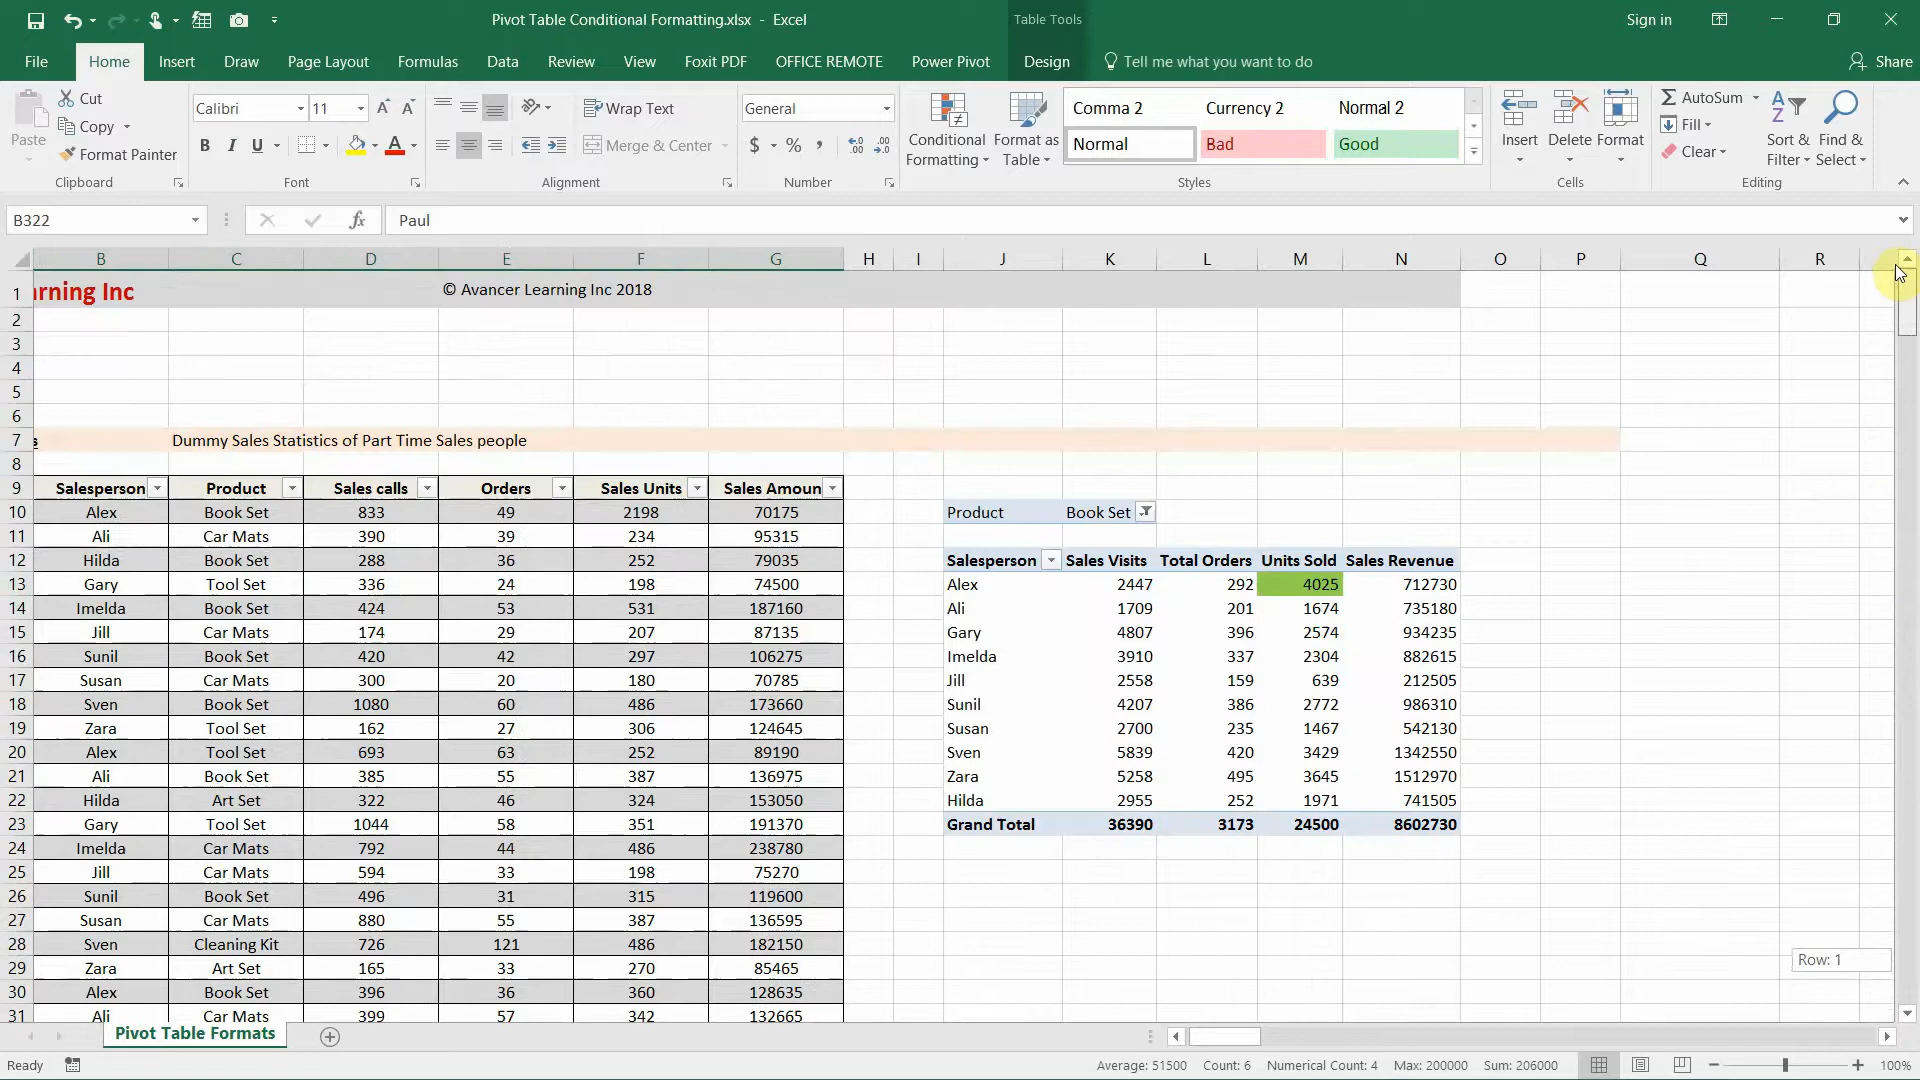 Pivot Table Conditional Formatting.xlsx - Excel
Table Tools
Sign in
File Home Insert Draw Page Layout Formulas Data Review View Foxit PDF OFFICE REMOTE Power Pivot Design Tell me what you want to do Share
Paste
Cut
Copy
Format Painter
Clipboard
Calibri 11
B I U
Font
Wrap Text
Merge & Center
Alignment
General
$ % ,
Number
Conditional Formatting
Format as Table
Comma 2 Currency 2 Normal 2
Normal Bad Good
Styles
Insert Delete Format
Cells
AutoSum
Fill
Clear
Sort & Filter
Find & Select
Editing
B322 fx Paul
B C D E F G H I J K L M N O P Q R
1 rning Inc © Avancer Learning Inc 2018
2
3
4
5
6
7 s Dummy Sales Statistics of Part Time Sales people
8
9 Salesperson Product Sales calls Orders Sales Units Sales Amoun
10 Alex Book Set 833 49 2198 70175 Product Book Set
11 Ali Car Mats 390 39 234 95315
12 Hilda Book Set 288 36 252 79035 Salesperson Sales Visits Total Orders Units Sold Sales Revenue
13 Gary Tool Set 336 24 198 74500 Alex 2447 292 4025 712730
14 Imelda Book Set 424 53 531 187160 Ali 1709 201 1674 735180
15 Jill Car Mats 174 29 207 87135 Gary 4807 396 2574 934235
16 Sunil Book Set 420 42 297 106275 Imelda 3910 337 2304 882615
17 Susan Car Mats 300 20 180 70785 Jill 2558 159 639 212505
18 Sven Book Set 1080 60 486 173660 Sunil 4207 386 2772 986310
19 Zara Tool Set 162 27 306 124645 Susan 2700 235 1467 542130
20 Alex Tool Set 693 63 252 89190 Sven 5839 420 3429 1342550
21 Ali Book Set 385 55 387 136975 Zara 5258 495 3645 1512970
22 Hilda Art Set 322 46 324 153050 Hilda 2955 252 1971 741505
23 Gary Tool Set 1044 58 351 191370 Grand Total 36390 3173 24500 8602730
24 Imelda Car Mats 792 44 486 238780
25 Jill Car Mats 594 33 198 75270
26 Sunil Book Set 496 31 315 119600
27 Susan Car Mats 880 55 387 136595
28 Sven Cleaning Kit 726 121 486 182150
29 Zara Art Set 165 33 270 85465
30 Alex Book Set 396 36 360 128635
31 Ali Car Mats 399 57 342 132665
Row: 1
Pivot Table Formats
Ready Average: 51500 Count: 6 Numerical Count: 4 Max: 200000 Sum: 206000 100%